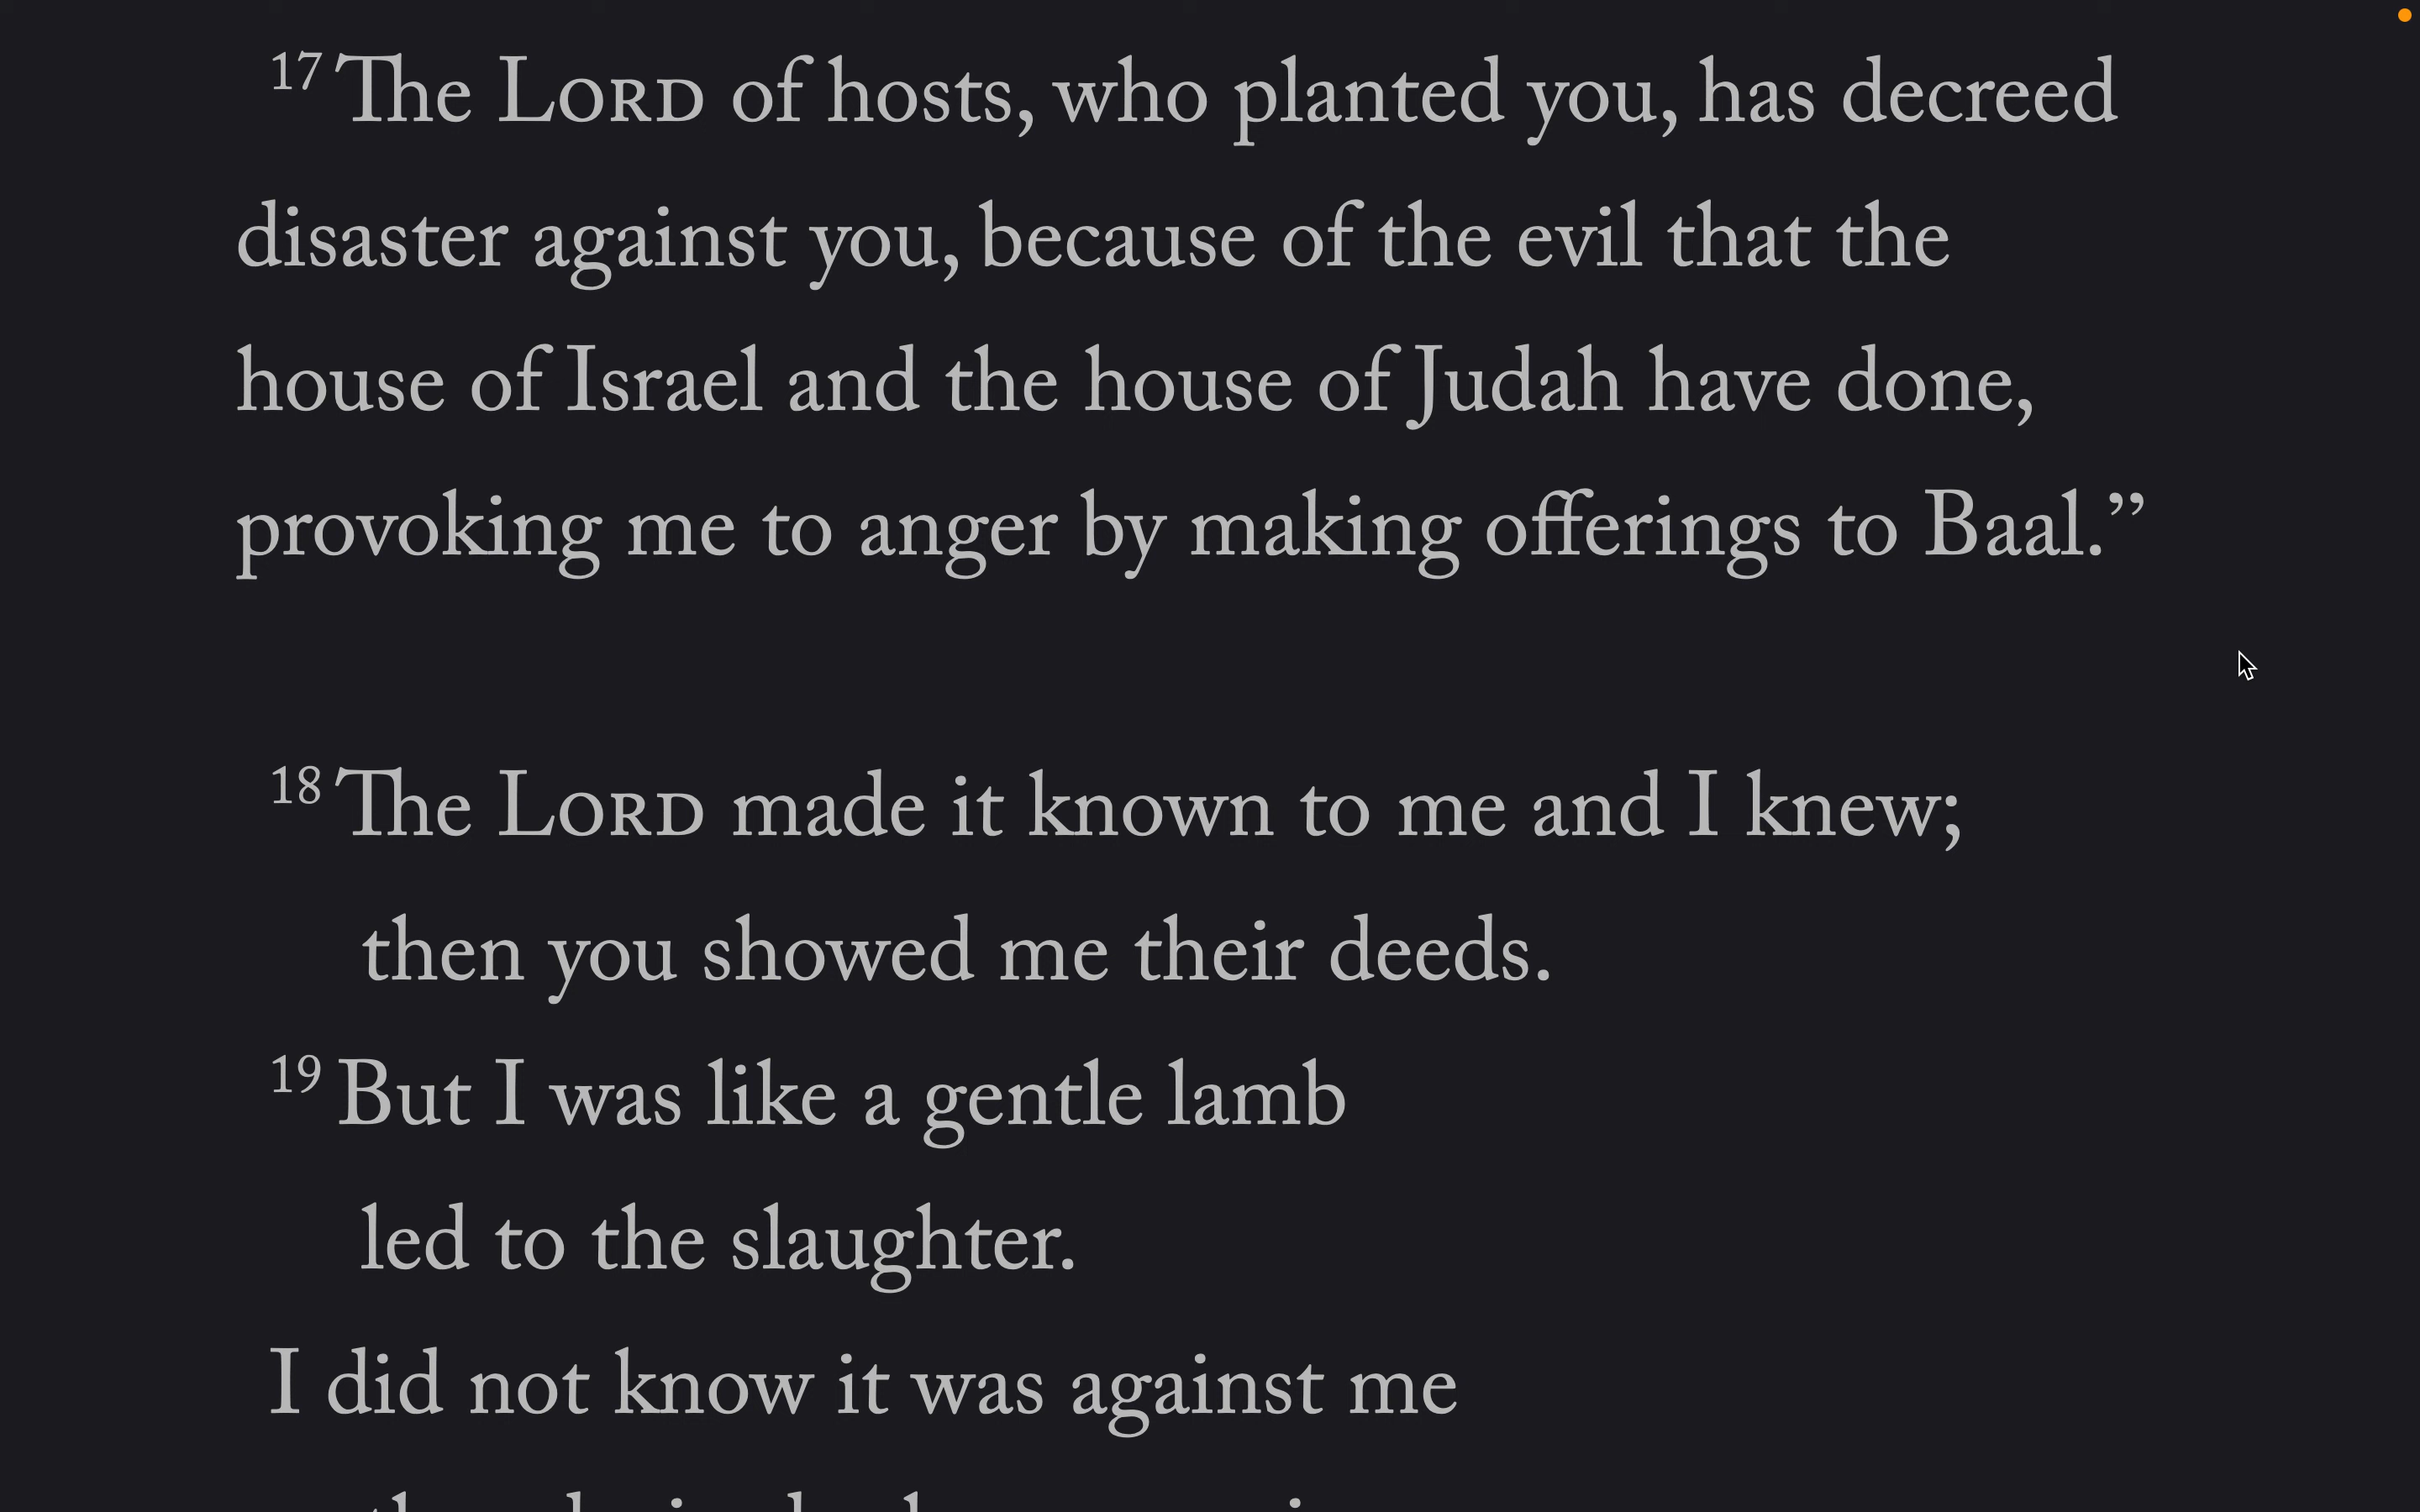 17 The LORD of hosts, who planted you, has decreed
disaster against you, because of the evil that the
house of Israel and the house of Judah have done,
provoking me to anger by making offerings to Baal.”
18 The LORD made it known to me and I knew;
then you showed me their deeds.
19 But I was like a gentle lamb
led to the slaughter.
I did not know it was against me